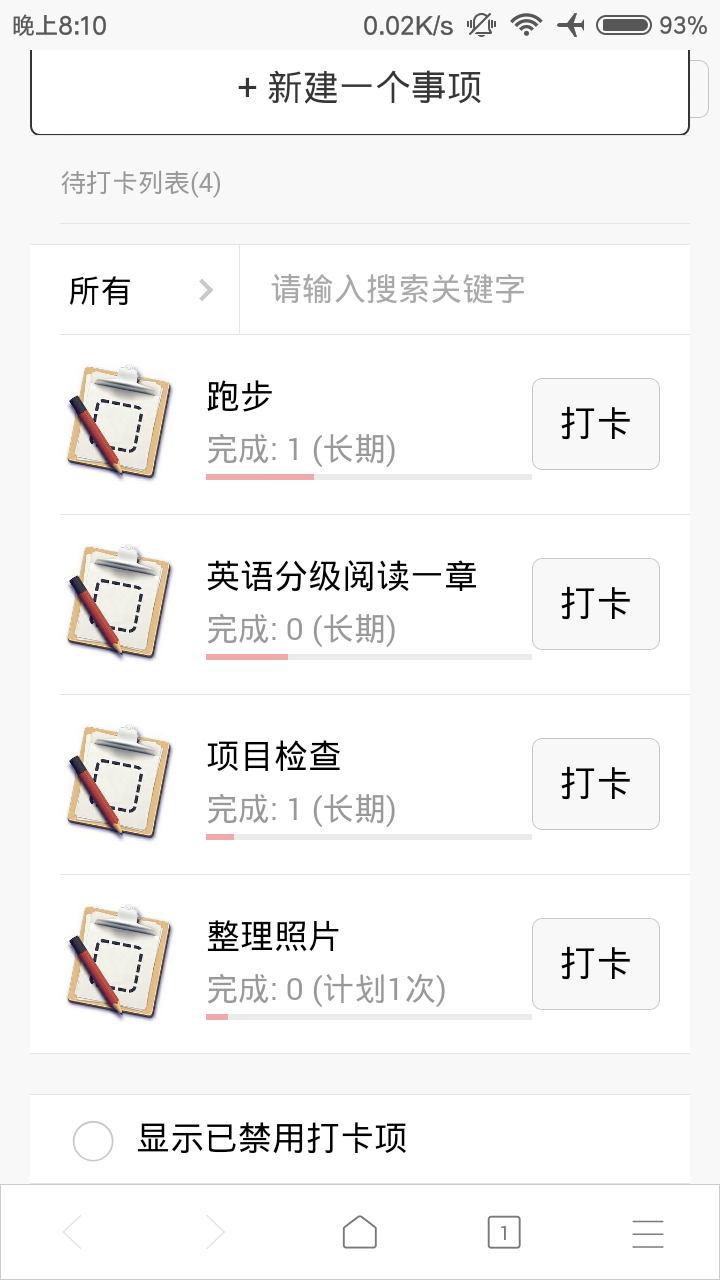 晚上8:10 0.02K/s 93%
+ 新建一个事项
待打卡列表(4)
所有 请输入搜索关键字
跑步
完成: 1 (长期)
打卡
英语分级阅读一章
完成: 0 (长期)
打卡
项目检查
完成: 1 (长期)
打卡
整理照片
完成: 0 (计划1次)
打卡
显示已禁用打卡项
1